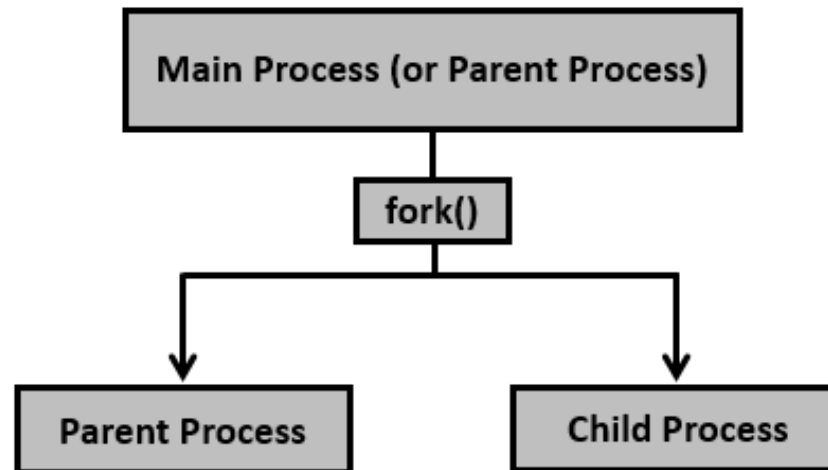 Main Process (or Parent Process)
fork()
Parent Process
Child Process